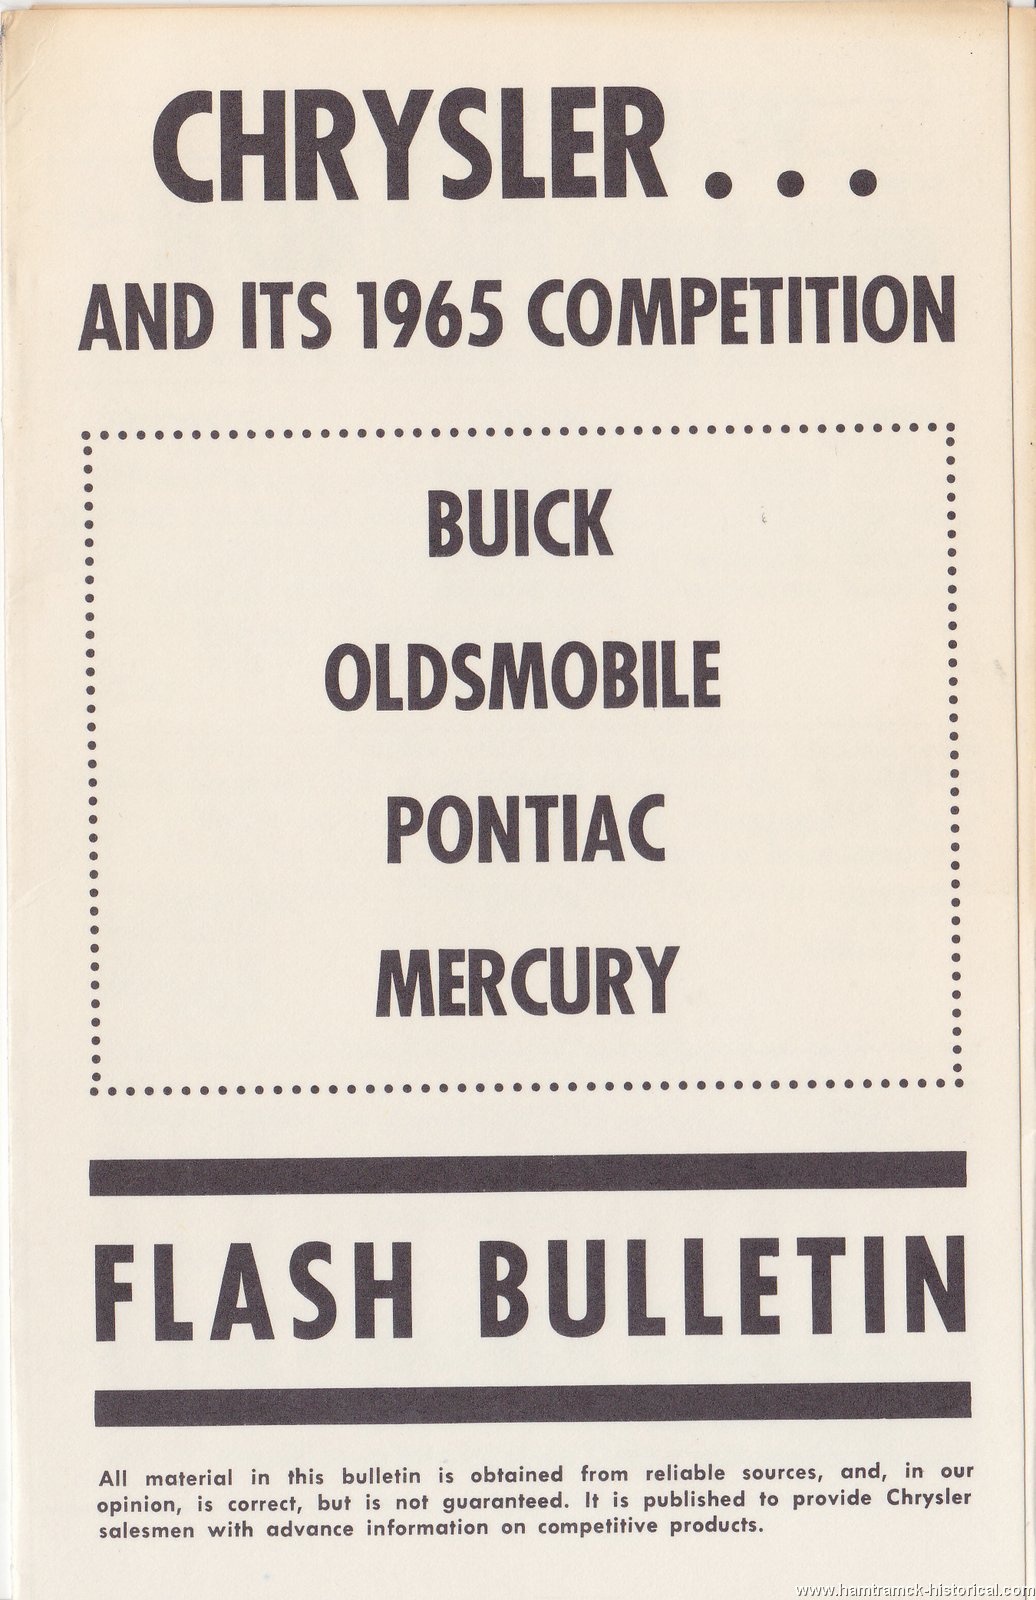 CHRYSLER . . .
AND ITS 1965 COMPETITION
BUICK
OLDSMOBILE
PONTIAC
MERCURY
FLASH BULLETIN
All material in this bulletin is obtained from reliable sources, and, in our
opinion, is correct, but is not guaranteed. It is published to provide Chrysler
salesmen with advance information on competitive products.
www.hamtramck-historical.com